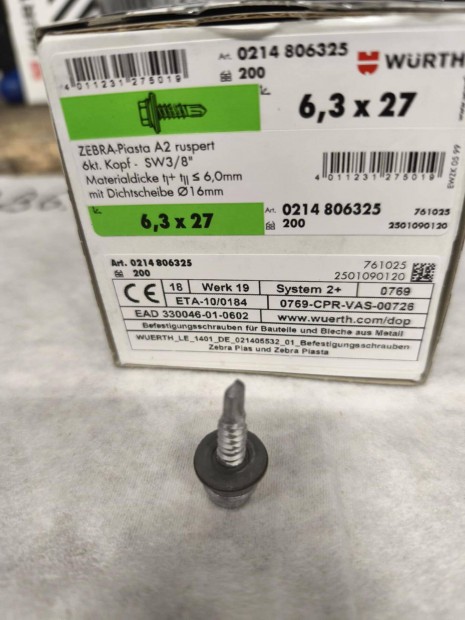 Art. 0214 806325
200
WÜRTH
4 011231 275019
6,3 x 27
ZEBRA-Piasta A2 ruspert
6kt. Kopf - SW3/8"
Materialdicke tI+ tII ≤ 6,0mm
mit Dichtscheibe Ø16mm
4 011231 275019
6,3 x 27
Art. 0214 806325
200
761025
2501090120
Art. 0214 806325
200
761025
2501090120
CE
18
Werk 19
System 2+
0769
ETA-10/0184
0769-CPR-VAS-00726
EAD 330046-01-0602
www.wuerth.com/dop
Befestigungsschrauben für Bauteile und Bleche aus Metall
WUERTH_LE_1401_DE_021405532_01_Befestigungsschrauben
Zebra Pias und Zebra Piasta